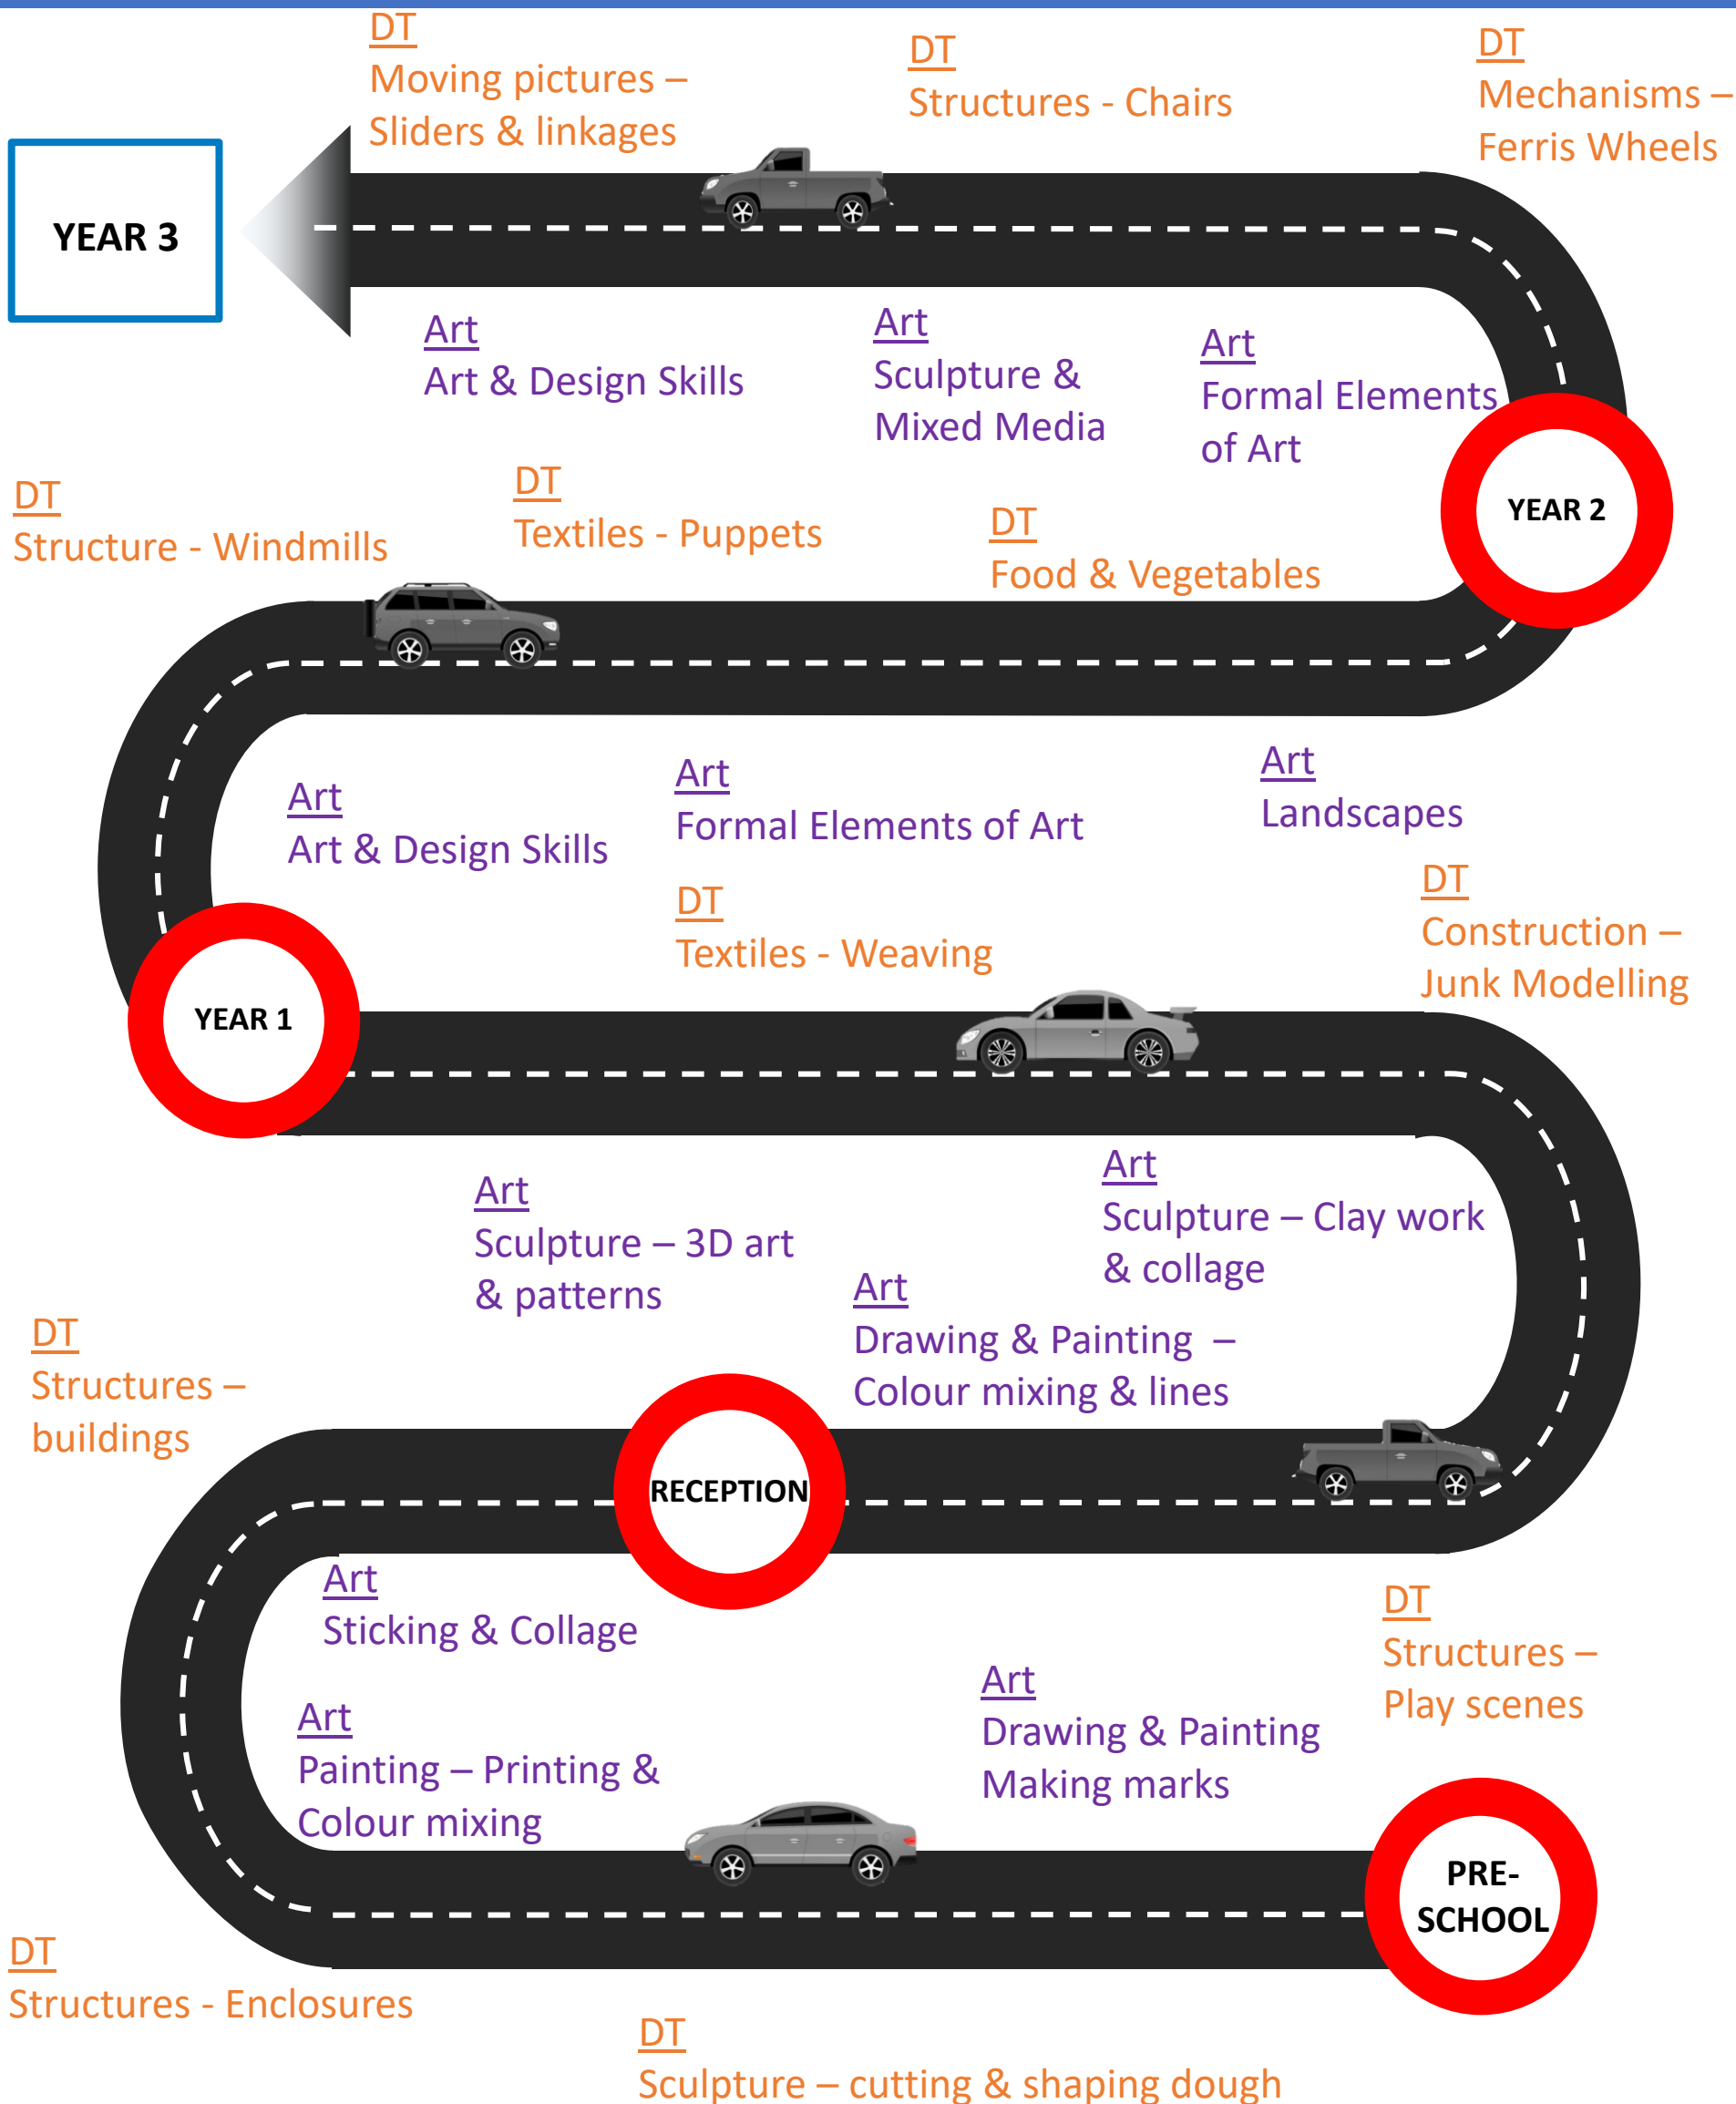 DT
Moving pictures –
Sliders & linkages
DT
Structures - Chairs
DT
Mechanisms –
Ferris Wheels
YEAR 3
Art
Art & Design Skills
Art
Sculpture &
Mixed Media
Art
Formal Elements
of Art
YEAR 2
DT
Structure - Windmills
DT
Textiles - Puppets
DT
Food & Vegetables
Art
Art & Design Skills
Art
Formal Elements of Art
Art
Landscapes
DT
Textiles - Weaving
DT
Construction –
Junk Modelling
YEAR 1
Art
Sculpture – 3D art
& patterns
Art
Sculpture – Clay work
& collage
Art
Drawing & Painting –
Colour mixing & lines
DT
Structures –
buildings
RECEPTION
Art
Sticking & Collage
DT
Structures –
Play scenes
Art
Painting – Printing &
Colour mixing
Art
Drawing & Painting
Making marks
PRE-
SCHOOL
DT
Structures - Enclosures
DT
Sculpture – cutting & shaping dough